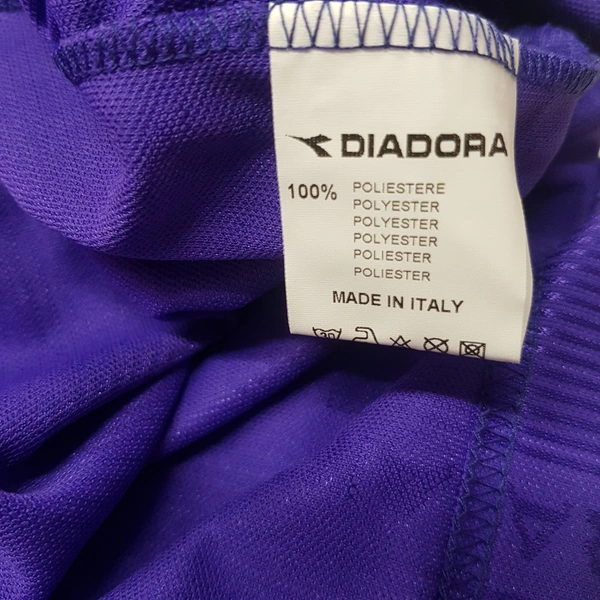 DIADORA
100% POLIESTERE
POLYESTER
POLYESTER
POLYESTER
POLIESTER
POLIESTER
MADE IN ITALY